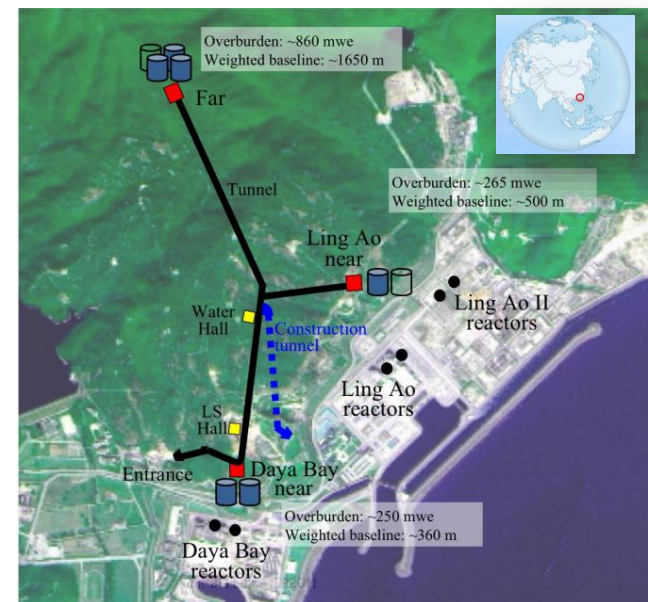 Overburden: ~860 mwe
Weighted baseline: ~1650 m
Far
Tunnel
Overburden: ~265 mwe
Weighted baseline: ~500 m
Ling Ao
near
Water
Hall
Ling Ao II
reactors
Construction
tunnel
Ling Ao
reactors
LS
Hall
Entrance
Daya Bay
near
Overburden: ~250 mwe
Weighted baseline: ~360 m
Daya Bay
reactors